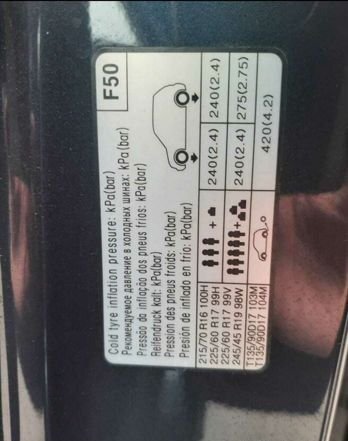 F50
Cold tyre inflation pressure: kPa(bar)
Рекомендуемое давление в холодных шинах: kPa(bar)
Pressão da inflação dos pneus frios: kPa(bar)
Reifendruck kalt: kPa(bar)
Pression des pneus froids: kPa(bar)
Presión de inflado en frío: kPa(bar)
215/70 R16 100H + 240(2.4) 240(2.4)
225/60 R17 99H
225/60 R17 99V + 240(2.4) 275(2.75)
245/45 R19 98W
T135/90D17 103M 420(4.2)
T135/90D17 104M